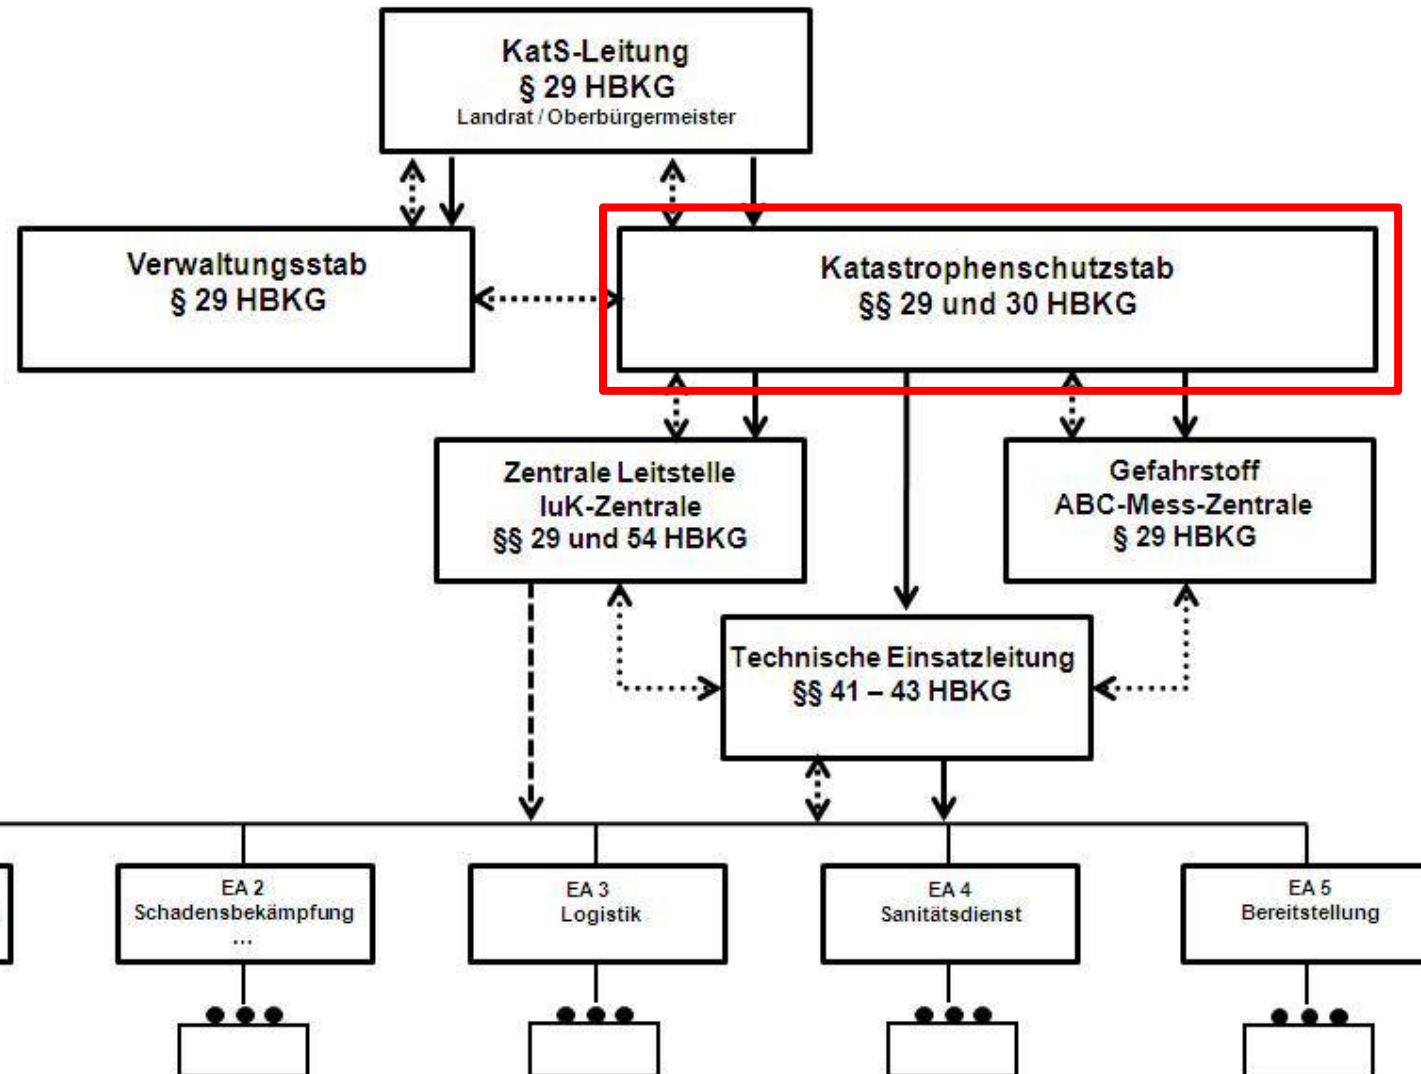 KatS-Leitung
§ 29 HBKG
Landrat / Oberbürgermeister
Verwaltungsstab
§ 29 HBKG
Katastrophenschutzstab
§§ 29 und 30 HBKG
Zentrale Leitstelle
IuK-Zentrale
§§ 29 und 54 HBKG
Gefahrstoff
ABC-Mess-Zentrale
§ 29 HBKG
Technische Einsatzleitung
§§ 41 – 43 HBKG
EA 2
Schadensbekämpfung
...
EA 3
Logistik
EA 4
Sanitätsdienst
EA 5
Bereitstellung